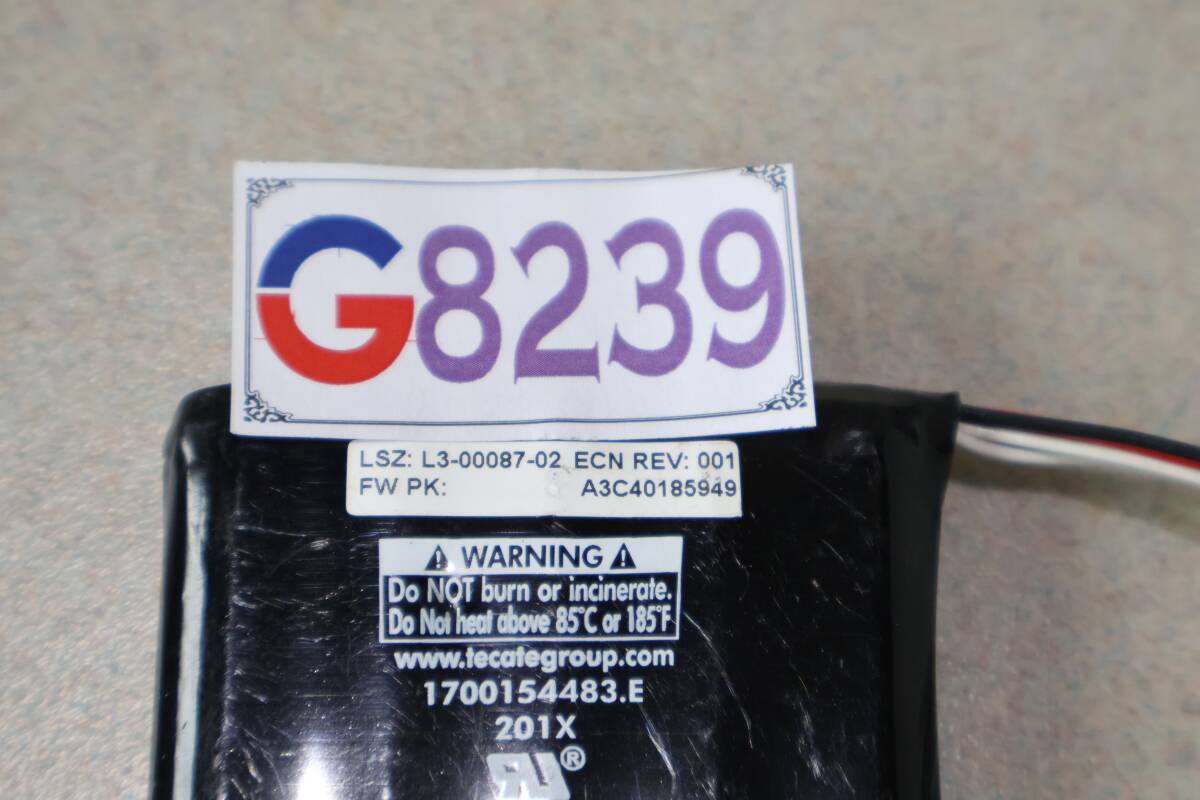 G8239
LSZ: L3-00087-02 ECN REV: 001
FW PK: A3C40185949
WARNING
Do NOT burn or incinerate.
Do Not heat above 85°C or 185°F
www.tecategroup.com
1700154483.E
201X
RU®